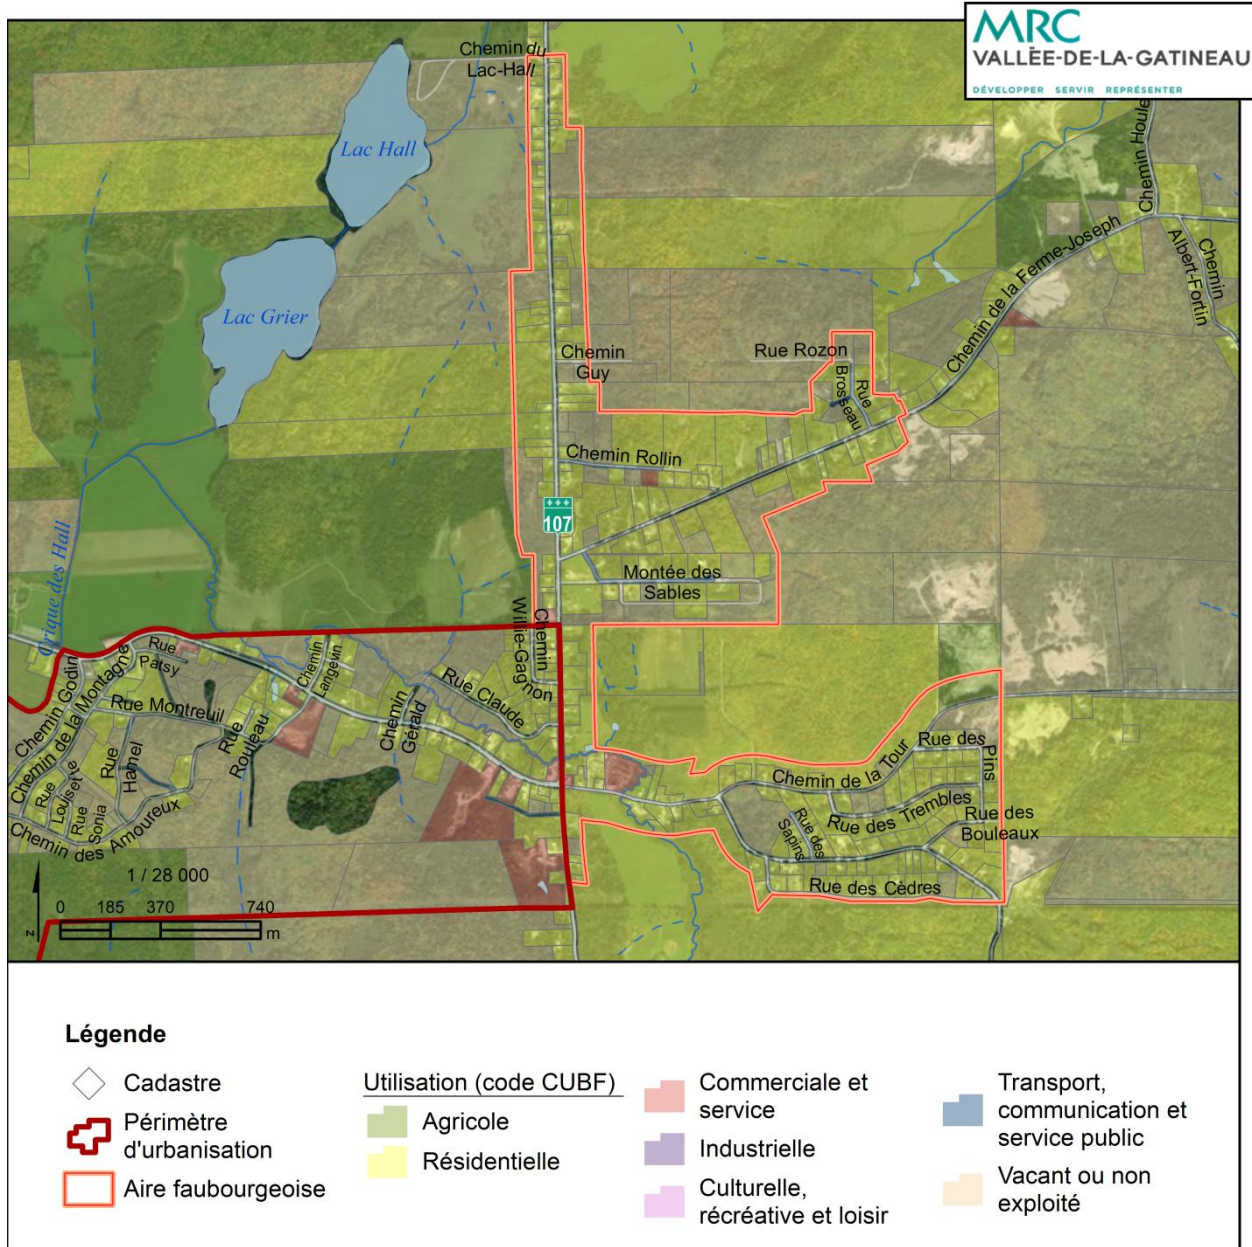 MRC
VALLÉE-DE-LA-GATINEAU
DÉVELOPPER SERVIR REPRÉSENTER
Chemin du
Lac-Hall
Lac Hall
Chemin Houle
Chemin de la Ferme-Joseph
Chemin
Albert-Fortin
Lac Grier
Chemin
Guy
Rue Rozon
Rue
Brosseau
Chemin Rollin
107
Crique des Hall
Montée des
Sables
Chemin
Willie-Gagnon
Rue
Patsy
Chemin
Langevin
Rue Claude
Chemin Godin
Chemin de la Montagne
Rue Montreuil
Rue
Rouleau
Chemin
Gérald
Rue
Hamel
Rue
Louisette
Rue
Sonia
Chemin des Amoureux
Chemin de la Tour
Rue des
Pins
Rue des Trembles
Rue des
Bouleaux
Rue des
Sapins
Rue des Cèdres
1 / 28 000
0 185 370 740
m
z
Légende
Cadastre
Périmètre
d'urbanisation
Aire faubourgeoise
Utilisation (code CUBF)
Agricole
Résidentielle
Commerciale et
service
Industrielle
Culturelle,
récréative et loisir
Transport,
communication et
service public
Vacant ou non
exploité